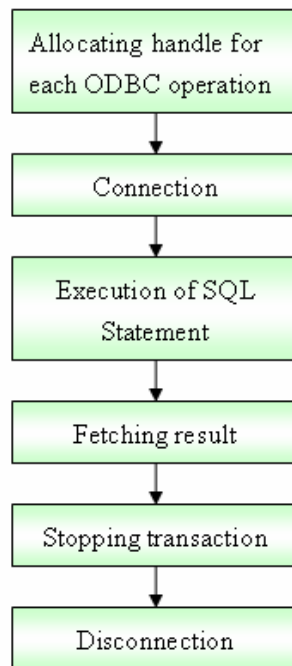 Allocating handle for
each ODBC operation
Connection
Execution of SQL
Statement
Fetching result
Stopping transaction
Disconnection